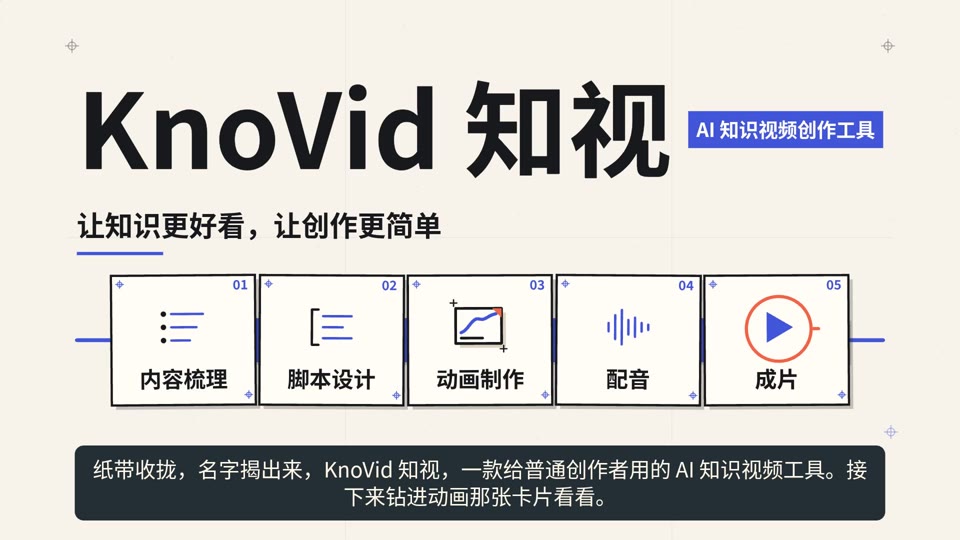 KnoVid 知视
AI 知识视频创作工具
让知识更好看，让创作更简单
01
内容梳理
02
脚本设计
03
动画制作
04
配音
05
成片
纸带收拢，名字揭出来，KnoVid 知视，一款给普通创作者用的 AI 知识视频工具。接
下来钻进动画那张卡片看看。